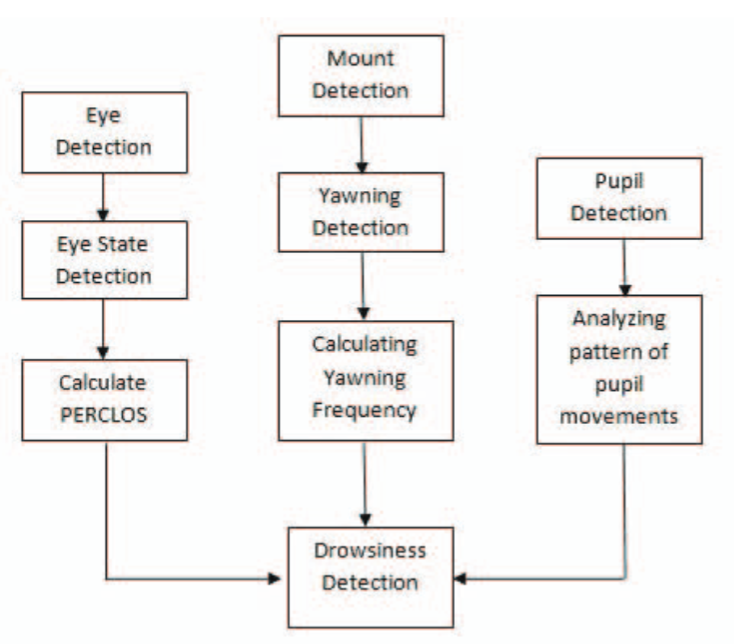 Eye
Detection
Eye State
Detection
Calculate
PERCLOS
Mount
Detection
Yawning
Detection
Calculating
Yawning
Frequency
Pupil
Detection
Analyzing
pattern of
pupil
movements
Drowsiness
Detection